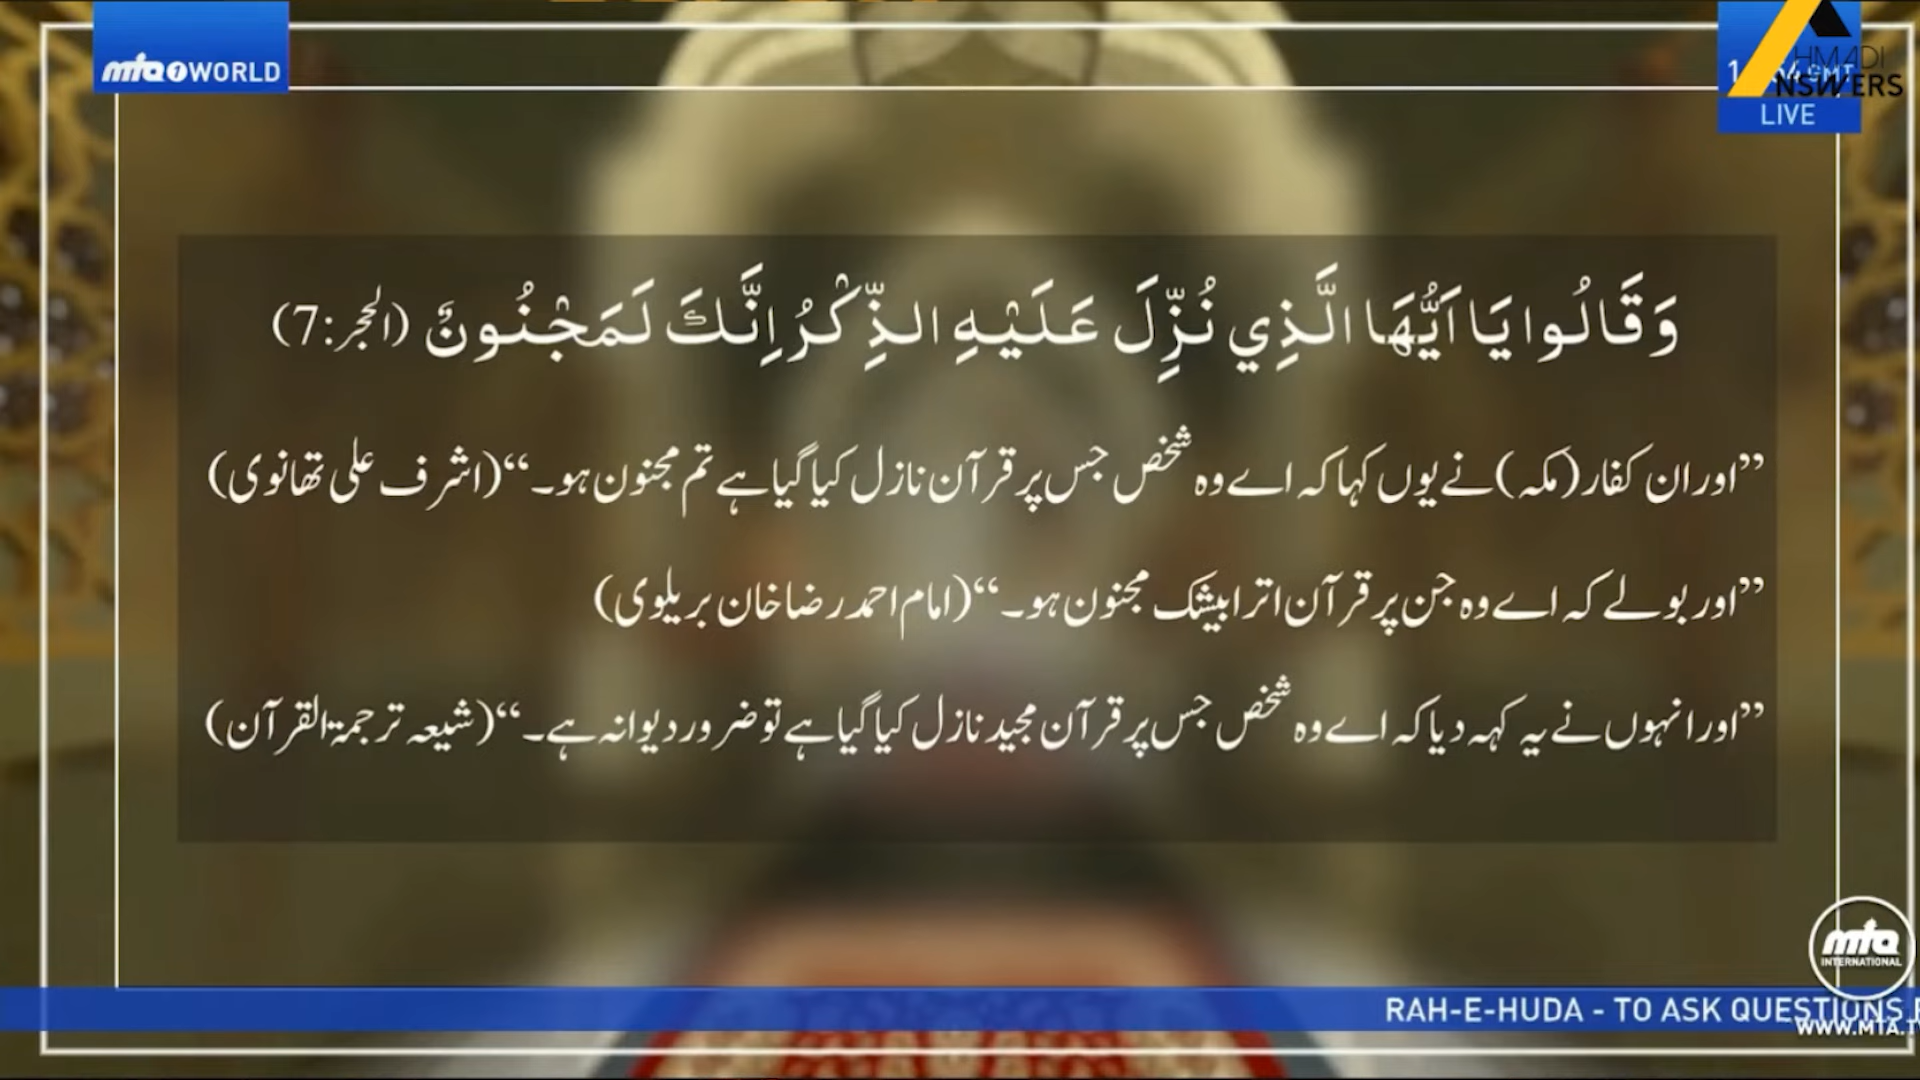 mta 1 WORLD
AHMADI ANSWERS
GMT
LIVE
وَقَالُوا يَا اَيُّهَا الَّذِي نُزِّلَ عَلَيْهِ الذِّكْرُ اِنَّكَ لَمَجْنُونٌ (الحجر:7)
”اور ان کفار (مکہ) نے یوں کہا کہ اے وہ شخص جس پر قرآن نازل کیا گیا ہے تم مجنون ہو۔“ (اشرف علی تھانوی)
”اور بولے کہ اے وہ جن پر قرآن اترا بیشک مجنون ہو۔“ (امام احمد رضا خان بریلوی)
”اور انہوں نے یہ کہہ دیا کہ اے وہ شخص جس پر قرآن مجید نازل کیا گیا ہے تو ضرور دیوانہ ہے۔“ (شیعہ ترجمۃ القرآن)
mta
INTERNATIONAL
RAH-E-HUDA - TO ASK QUESTIONS
WWW.MTA.T